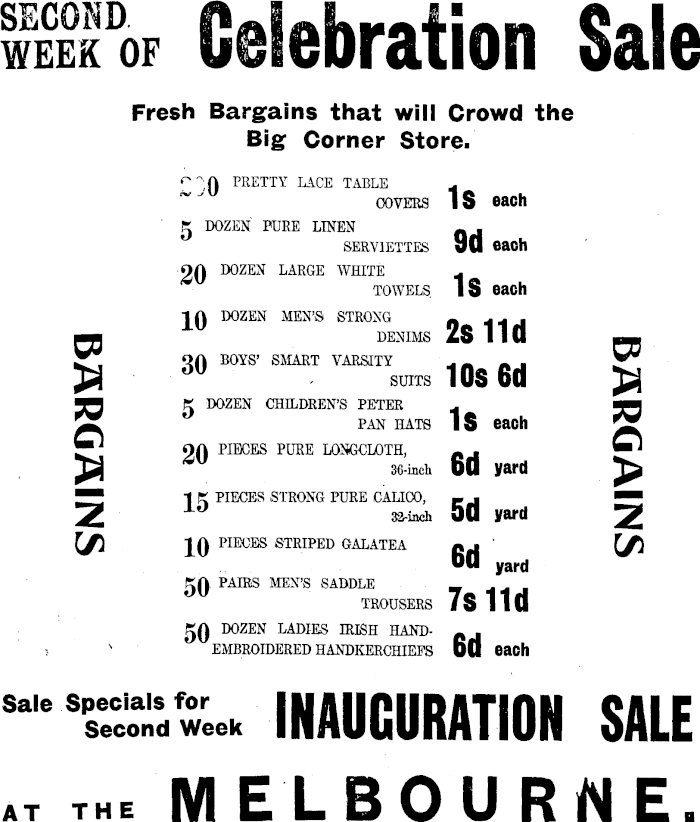 SECOND
WEEK OF Celebration Sale
Fresh Bargains that will Crowd the
Big Corner Store.
PRETTY LACE TABLE
COVERS 1s each
5 DOZEN PURE LINEN
SERVIETTES 9d each
20 DOZEN LARGE WHITE
TOWELS 1s each
10 DOZEN MEN'S STRONG
DENIMS 2s 11d
30 BOYS' SMART VARSITY
SUITS 10s 6d
5 DOZEN CHILDREN'S PETER
PAN HATS 1s each
20 PIECES PURE LONGCLOTH,
36-inch 6d yard
15 PIECES STRONG PURE CALICO,
32-inch 5d yard
10 PIECES STRIPED GALATEA
6d yard
50 PAIRS MEN'S SADDLE
TROUSERS 7s 11d
50 DOZEN LADIES IRISH HAND-
EMBROIDERED HANDKERCHIEFS 6d each
BARGAINS
BARGAINS
Sale Specials for
Second Week INAUGURATION SALE
AT THE MELBOURNE.